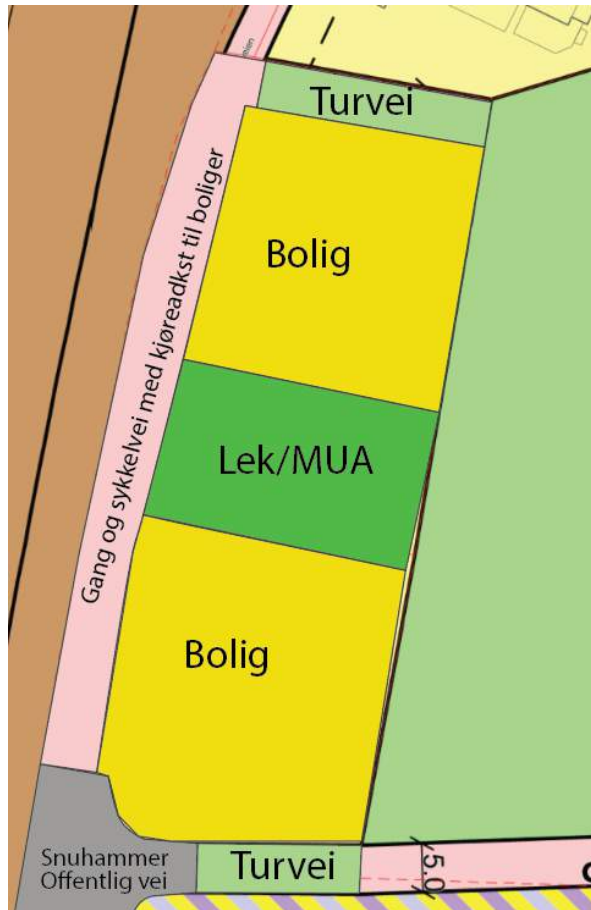 Turvei
Bolig
Gang og sykkelvei med kjøreadkst til boliger
Lek/MUA
Bolig
Snuhammer
Offentlig vei
Turvei
5.0